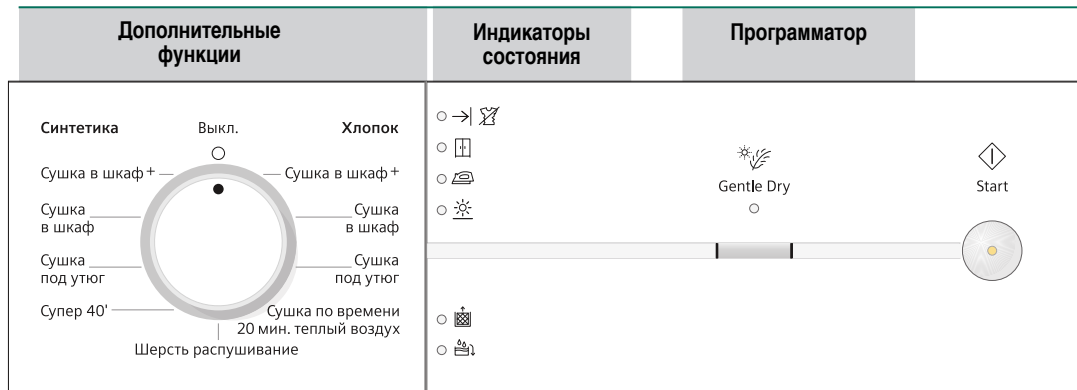 Дополнительные
функции
Индикаторы
состояния
Программатор
Синтетика
Выкл.
Хлопок
Сушка в шкаф +
Сушка в шкаф +
Сушка
в шкаф
Сушка
в шкаф
Сушка
под утюг
Сушка
под утюг
Супер 40'
Сушка по времени
20 мин. теплый воздух
Шерсть распушивание
Gentle Dry
Start